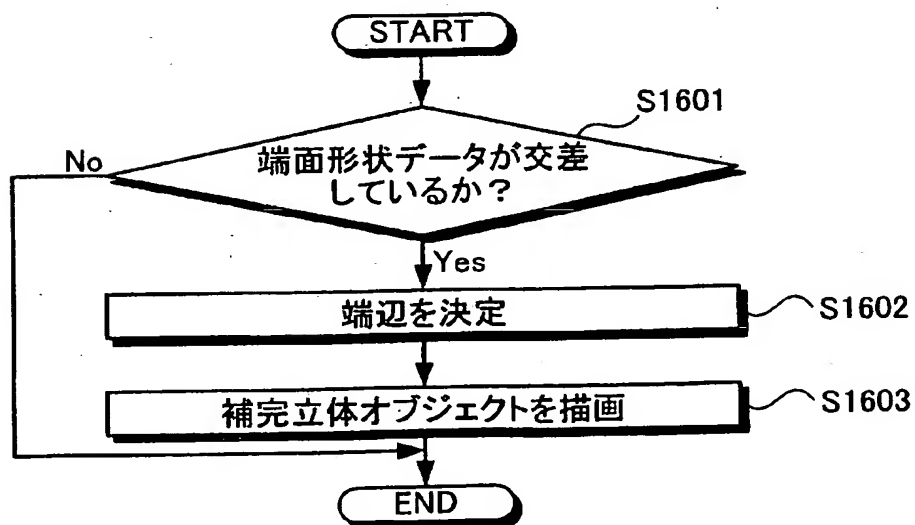 START
S1601
端面形状データが交差
しているか？
No
Yes
端辺を決定
S1602
補完立体オブジェクトを描画
S1603
END